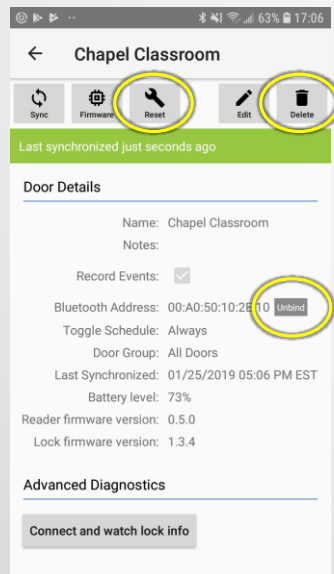 63% 17:06
Chapel Classroom
Sync Firmware Reset Edit Delete
Last synchronized just seconds ago
Door Details
Name: Chapel Classroom
Notes:
Record Events:
Bluetooth Address: 00:A0:50:10:2E:10 Unbind
Toggle Schedule: Always
Door Group: All Doors
Last Synchronized: 01/25/2019 05:06 PM EST
Battery level: 73%
Reader firmware version: 0.5.0
Lock firmware version: 1.3.4
Advanced Diagnostics
Connect and watch lock info